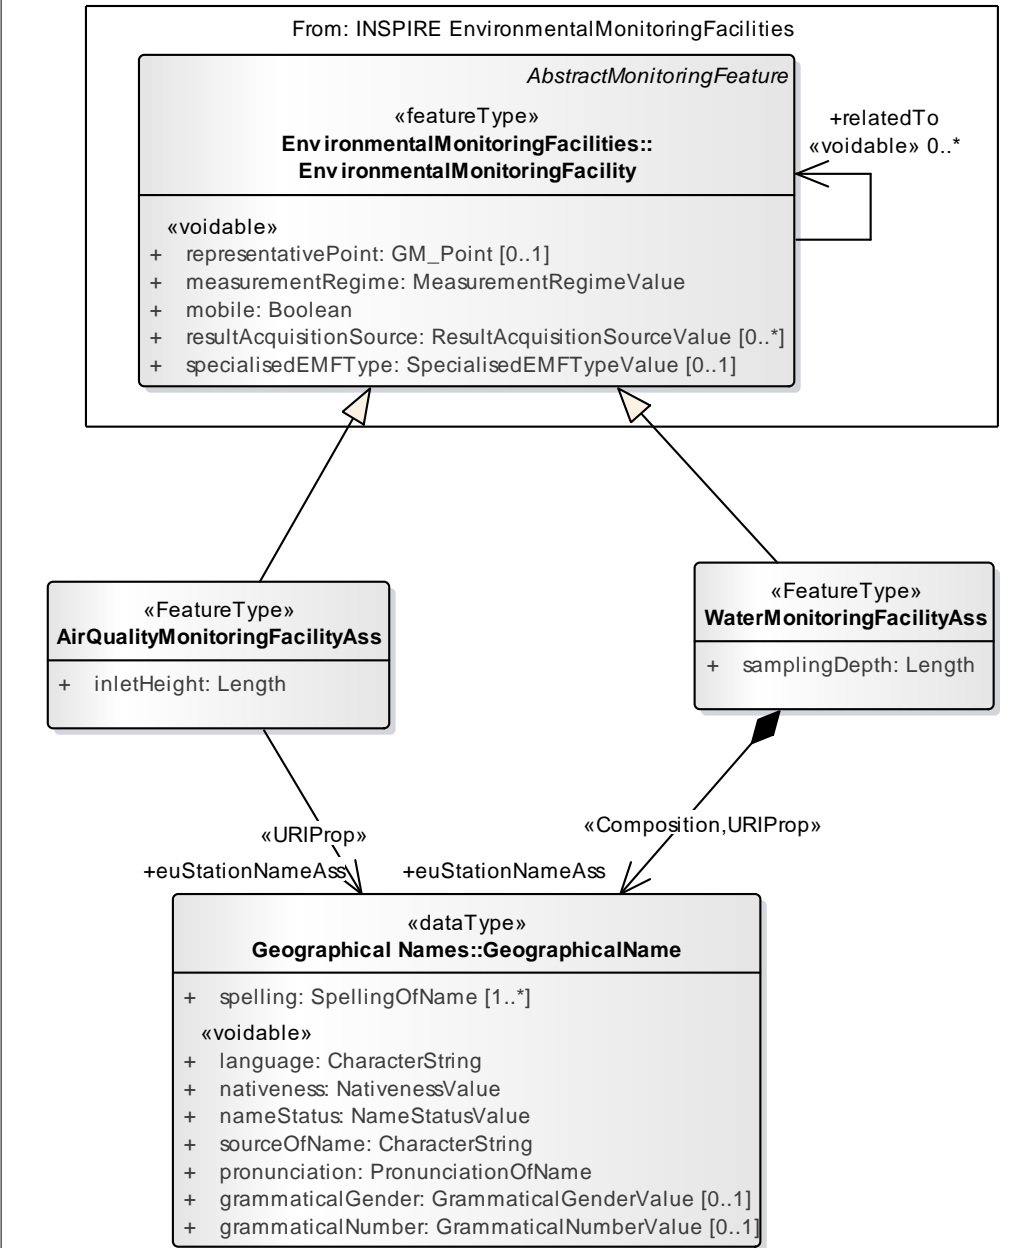 From: INSPIRE EnvironmentalMonitoringFacilities
AbstractMonitoringFeature
«featureType»
EnvironmentalMonitoringFacilities::
EnvironmentalMonitoringFacility
+relatedTo
«voidable» 0..*
«voidable»
+ representativePoint: GM_Point [0..1]
+ measurementRegime: MeasurementRegimeValue
+ mobile: Boolean
+ resultAcquisitionSource: ResultAcquisitionSourceValue [0..*]
+ specialisedEMFType: SpecialisedEMFTypeValue [0..1]
«FeatureType»
AirQualityMonitoringFacilityAss
+ inletHeight: Length
«FeatureType»
WaterMonitoringFacilityAss
+ samplingDepth: Length
«URIProp»
+euStationNameAss
«Composition,URIProp»
+euStationNameAss
«dataType»
Geographical Names::GeographicalName
+ spelling: SpellingOfName [1..*]
«voidable»
+ language: CharacterString
+ nativeness: NativenessValue
+ nameStatus: NameStatusValue
+ sourceOfName: CharacterString
+ pronunciation: PronunciationOfName
+ grammaticalGender: GrammaticalGenderValue [0..1]
+ grammaticalNumber: GrammaticalNumberValue [0..1]